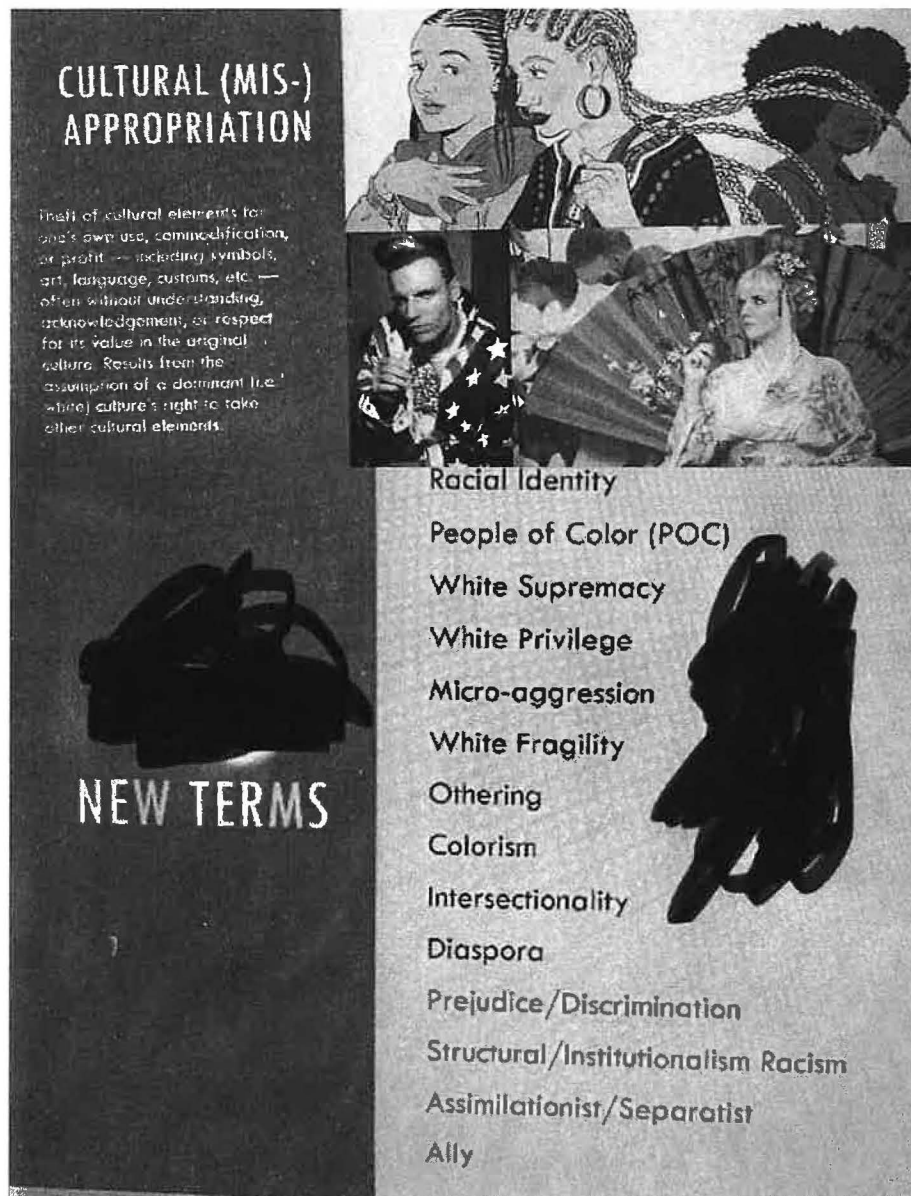 CULTURAL (MIS-)
APPROPRIATION
Theft of cultural elements for
one's own use, commodification,
or profit — including symbols,
art, language, customs, etc. —
often without understanding,
acknowledgement, or respect
for its value in the original
culture. Results from the
assumption of a dominant (i.e.
white) culture's right to take
other cultural elements.
NEW TERMS
Racial Identity
People of Color (POC)
White Supremacy
White Privilege
Micro-aggression
White Fragility
Othering
Colorism
Intersectionality
Diaspora
Prejudice/Discrimination
Structural/Institutionalism Racism
Assimilationist/Separatist
Ally